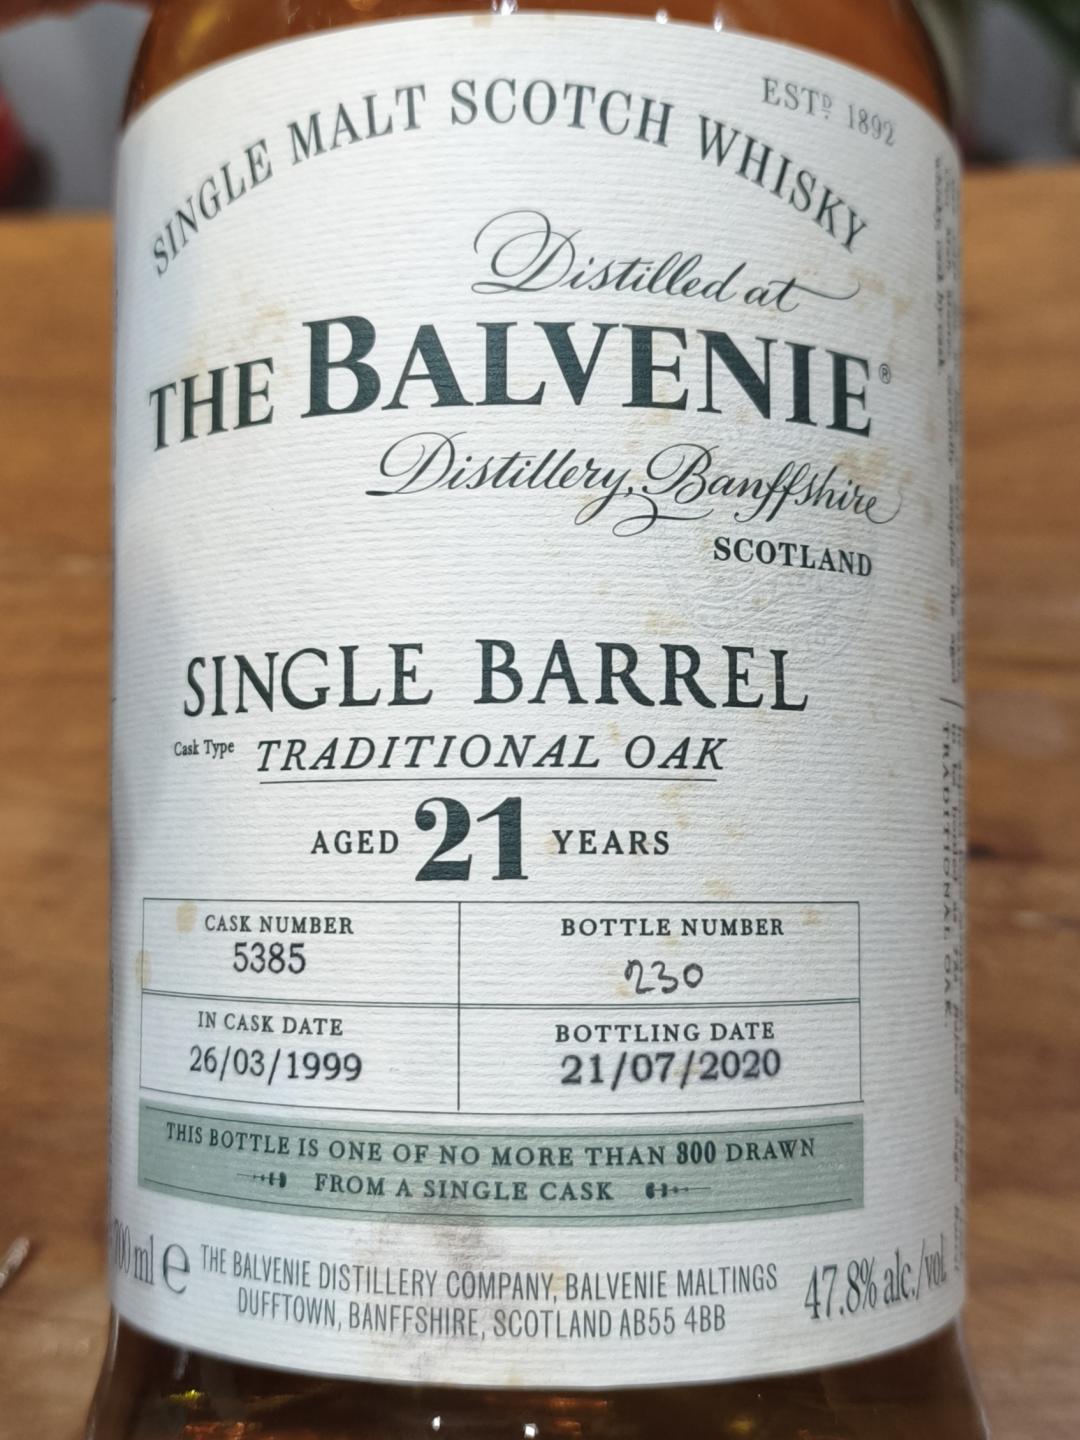 ESTD 1892
SINGLE MALT SCOTCH WHISKY
Distilled at
THE BALVENIE®
Distillery, Banffshire
SCOTLAND
SINGLE BARREL
Cask Type TRADITIONAL OAK
AGED 21 YEARS
CASK NUMBER
5385
BOTTLE NUMBER
230
IN CASK DATE
26/03/1999
BOTTLING DATE
21/07/2020
THIS BOTTLE IS ONE OF NO MORE THAN 800 DRAWN
FROM A SINGLE CASK
ml e
THE BALVENIE DISTILLERY COMPANY, BALVENIE MALTINGS
DUFFTOWN, BANFFSHIRE, SCOTLAND AB55 4BB
47.8% alc./vol.
TRADITIONAL OAK.